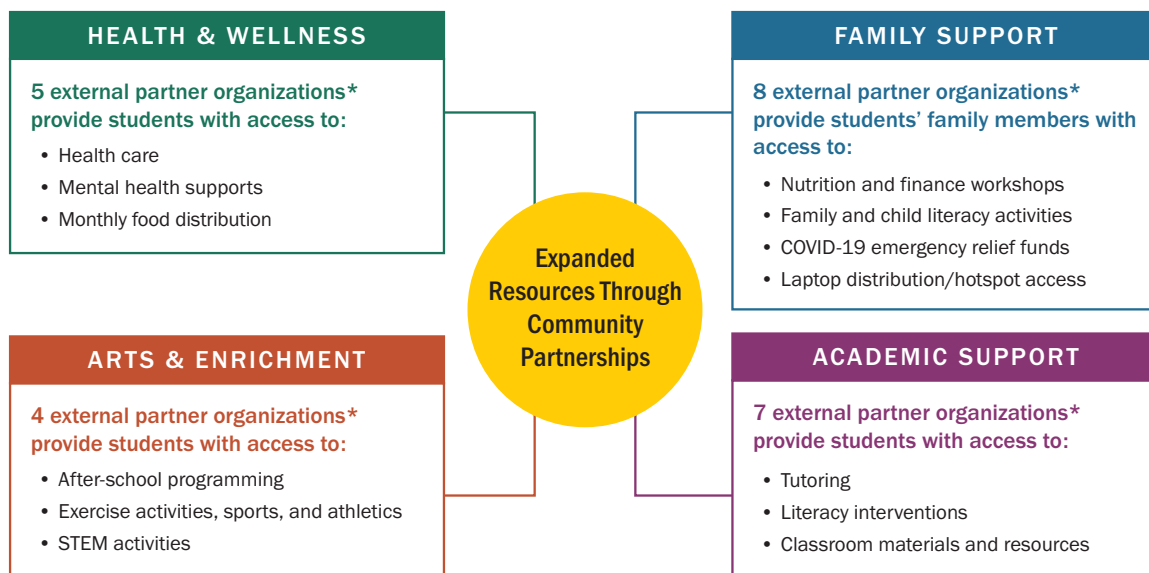 HEALTH & WELLNESS
5 external partner organizations*
provide students with access to:
• Health care
• Mental health supports
• Monthly food distribution
FAMILY SUPPORT
8 external partner organizations*
provide students’ family members with
access to:
• Nutrition and finance workshops
• Family and child literacy activities
• COVID-19 emergency relief funds
• Laptop distribution/hotspot access
Expanded
Resources Through
Community
Partnerships
ARTS & ENRICHMENT
4 external partner organizations*
provide students with access to:
• After-school programming
• Exercise activities, sports, and athletics
• STEM activities
ACADEMIC SUPPORT
7 external partner organizations*
provide students with access to:
• Tutoring
• Literacy interventions
• Classroom materials and resources